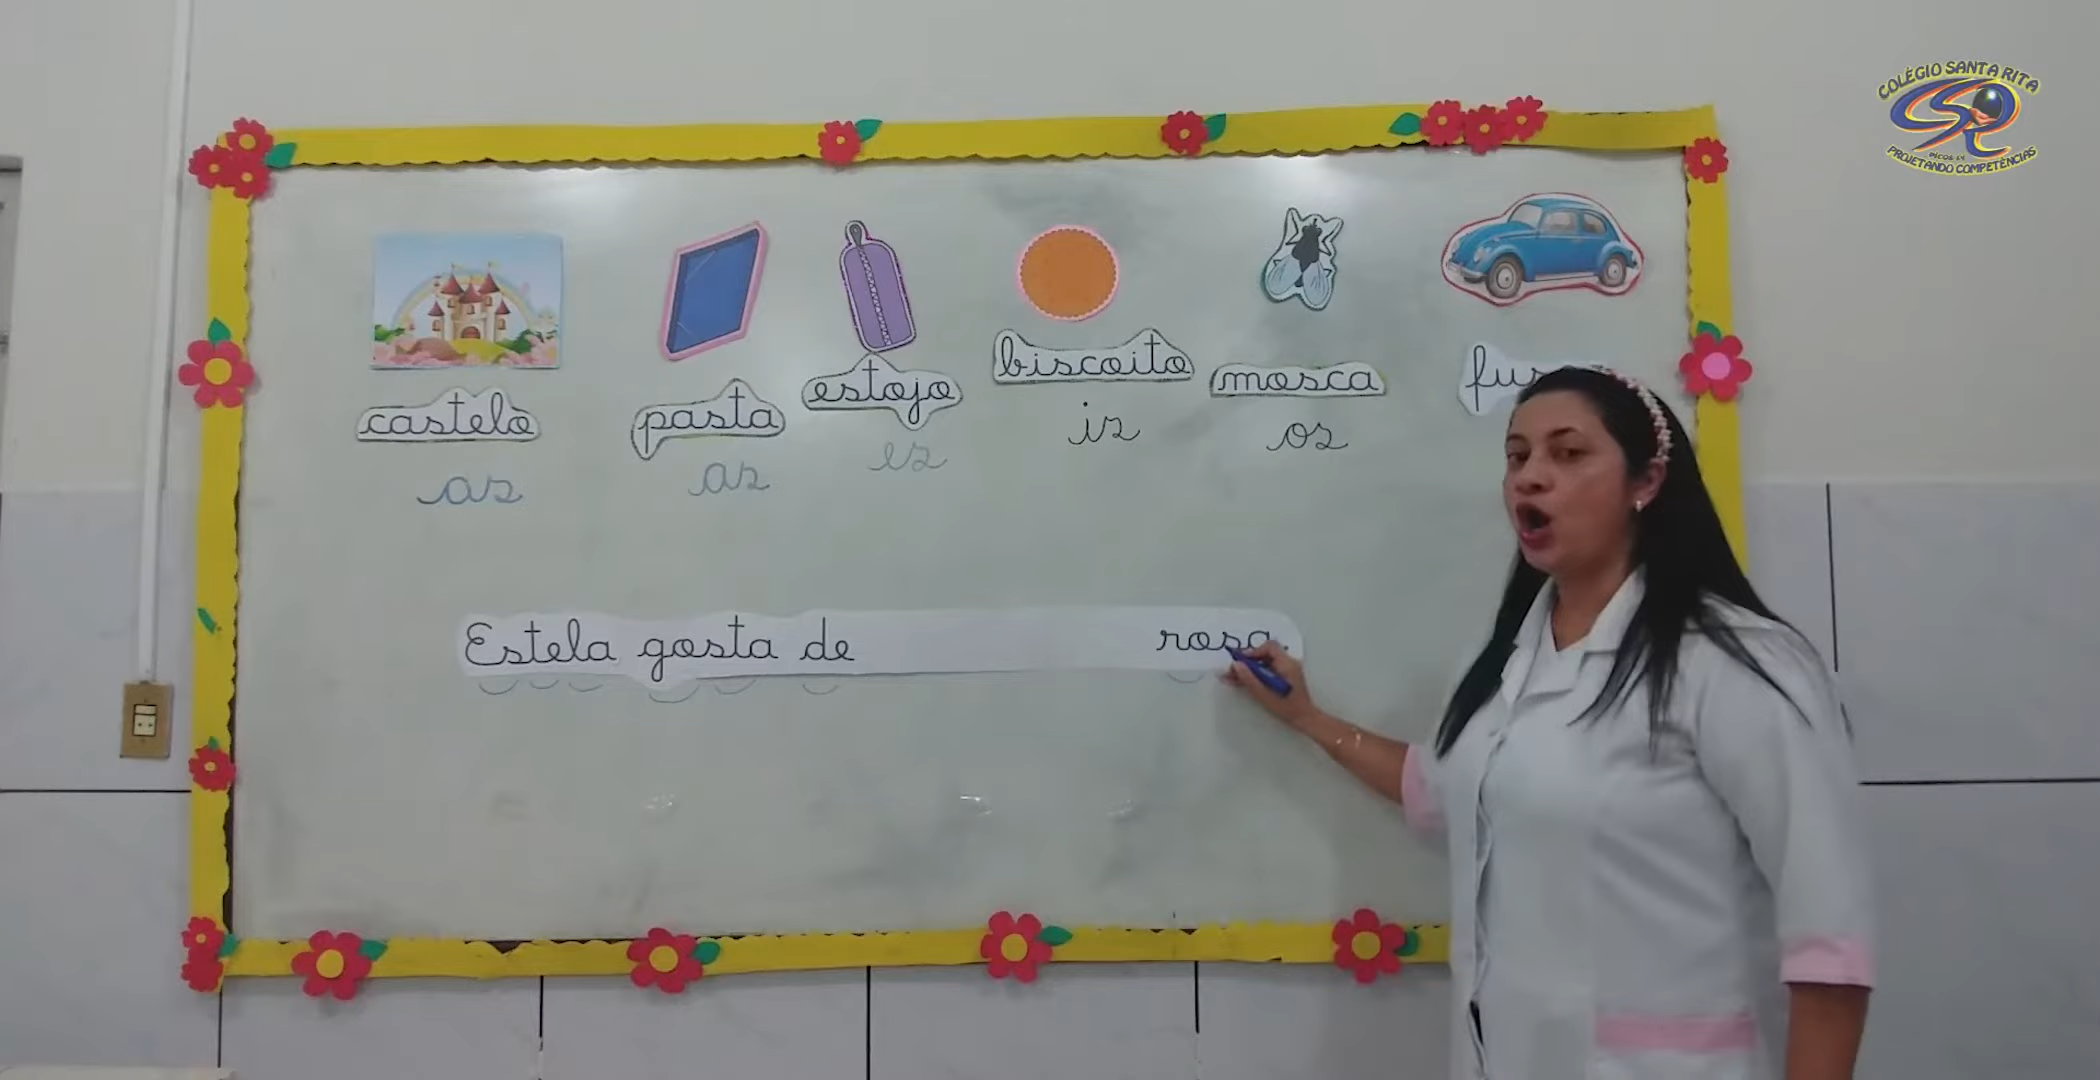 COLÉGIO SANTA RITA
PROJETANDO COMPETÊNCIAS
castelo
pasta
estojo
biscoito
mosca
as
as
es
is
os
Estela gosta de rosa.